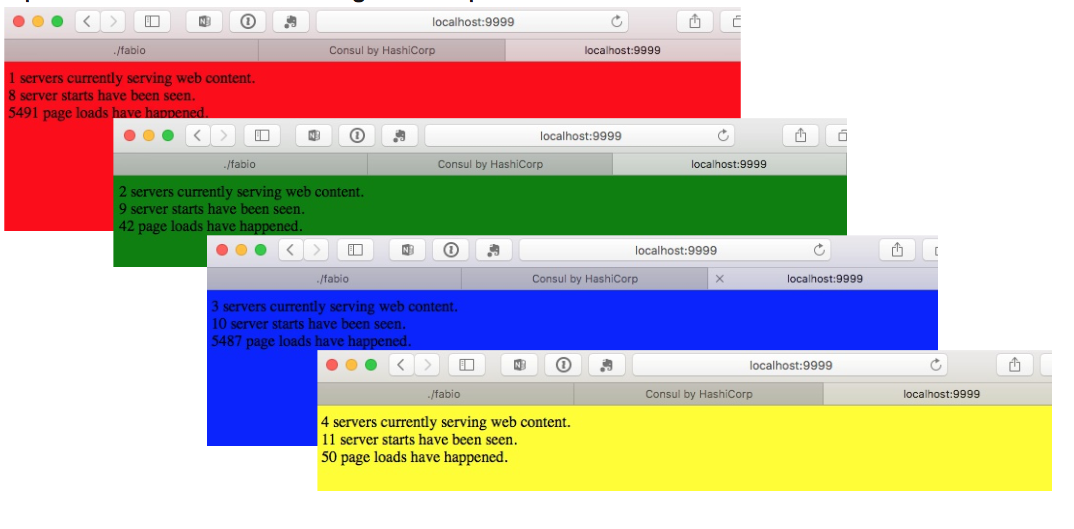 localhost:9999
./fabio
Consul by HashiCorp
localhost:9999
1 servers currently serving web content.
8 server starts have been seen.
5491 page loads have happened.
localhost:9999
./fabio
Consul by HashiCorp
localhost:9999
2 servers currently serving web content.
9 server starts have been seen.
42 page loads have happened.
localhost:9999
./fabio
Consul by HashiCorp
localhost:9999
3 servers currently serving web content.
10 server starts have been seen.
5487 page loads have happened.
localhost:9999
./fabio
Consul by HashiCorp
localhost:9999
4 servers currently serving web content.
11 server starts have been seen.
50 page loads have happened.